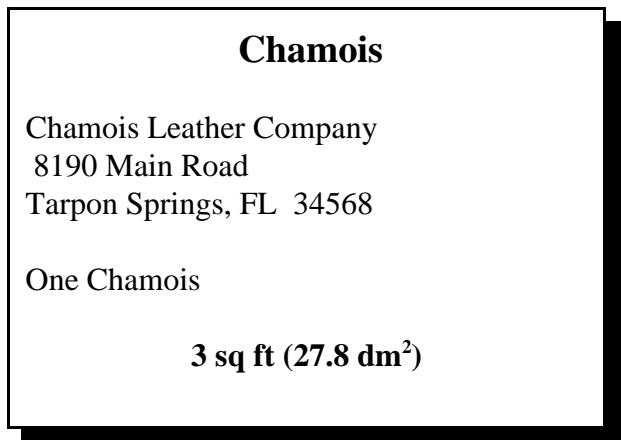 Chamois
Chamois Leather Company
8190 Main Road
Tarpon Springs, FL  34568
One Chamois
3 sq ft (27.8 dm²)